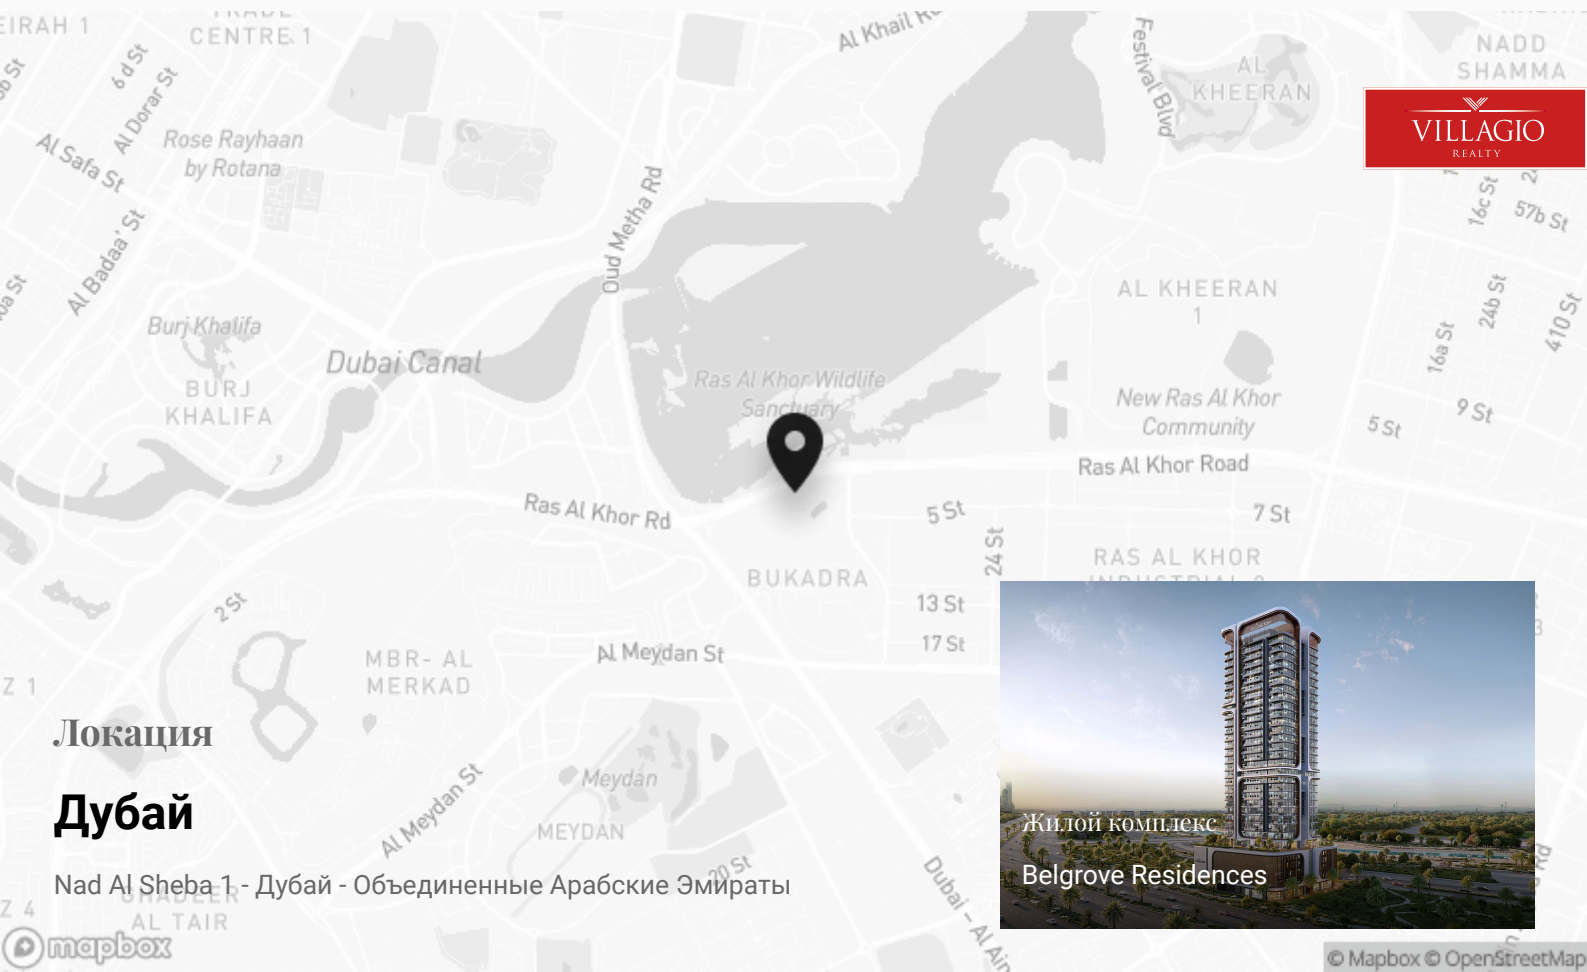 TRADE
CENTRE 1
Al Khail Rd
Festival Blvd
AL
KHEERAN
NADD
SHAMMA
VILLAGIO
REALTY
6 d St
Al Dorar St
Al Safa St
Rose Rayhaan
by Rotana
Oud Metha Rd
16c St
57b St
Al Badaa' St
Burj Khalifa
Dubai Canal
BURJ
KHALIFA
AL KHEERAN
1
24b St
410 St
16a St
Ras Al Khor Wildlife
Sanctuary
New Ras Al Khor
Community
9 St
5 St
Ras Al Khor Road
Ras Al Khor Rd
5 St
7 St
24 St
RAS AL KHOR
BUKADRA
2 St
13 St
17 St
Al Meydan St
MBR- AL
MERKAD
Z 1
Локация
Дубай
Nad Al Sheba 1 - Дубай - Объединенные Арабские Эмираты
Meydan
Al Meydan St
MEYDAN
20 St
GHADEER
AL TAIR
Z 4
Жилой комплекс
Belgrove Residences
Dubai - Al Ain
mapbox
© Mapbox © OpenStreetMap